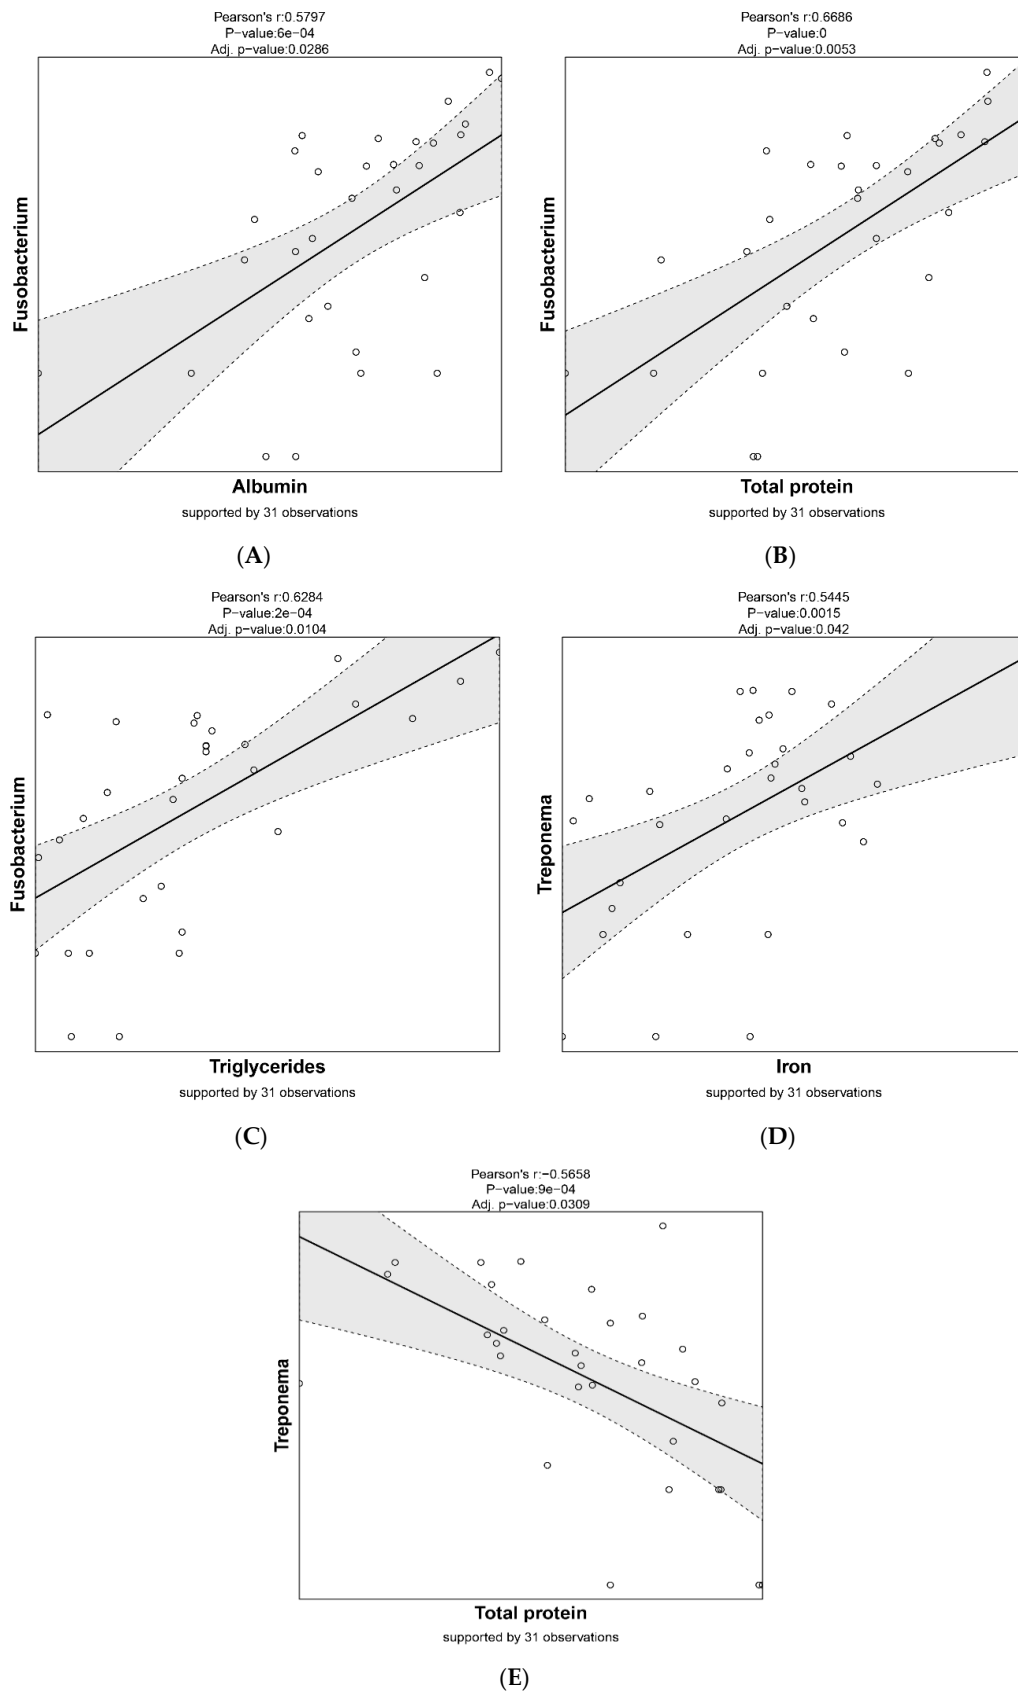 Pearson's r:0.5797
P−value:6e−04
Adj. p−value:0.0286
Fusobacterium
Albumin
supported by 31 observations
(A)
Pearson's r:0.6686
P−value:0
Adj. p−value:0.0053
Fusobacterium
Total protein
supported by 31 observations
(B)
Pearson's r:0.6284
P−value:2e−04
Adj. p−value:0.0104
Fusobacterium
Triglycerides
supported by 31 observations
(C)
Pearson's r:0.5445
P−value:0.0015
Adj. p−value:0.042
Treponema
Iron
supported by 31 observations
(D)
Pearson's r:−0.5658
P−value:9e−04
Adj. p−value:0.0309
Treponema
Total protein
supported by 31 observations
(E)